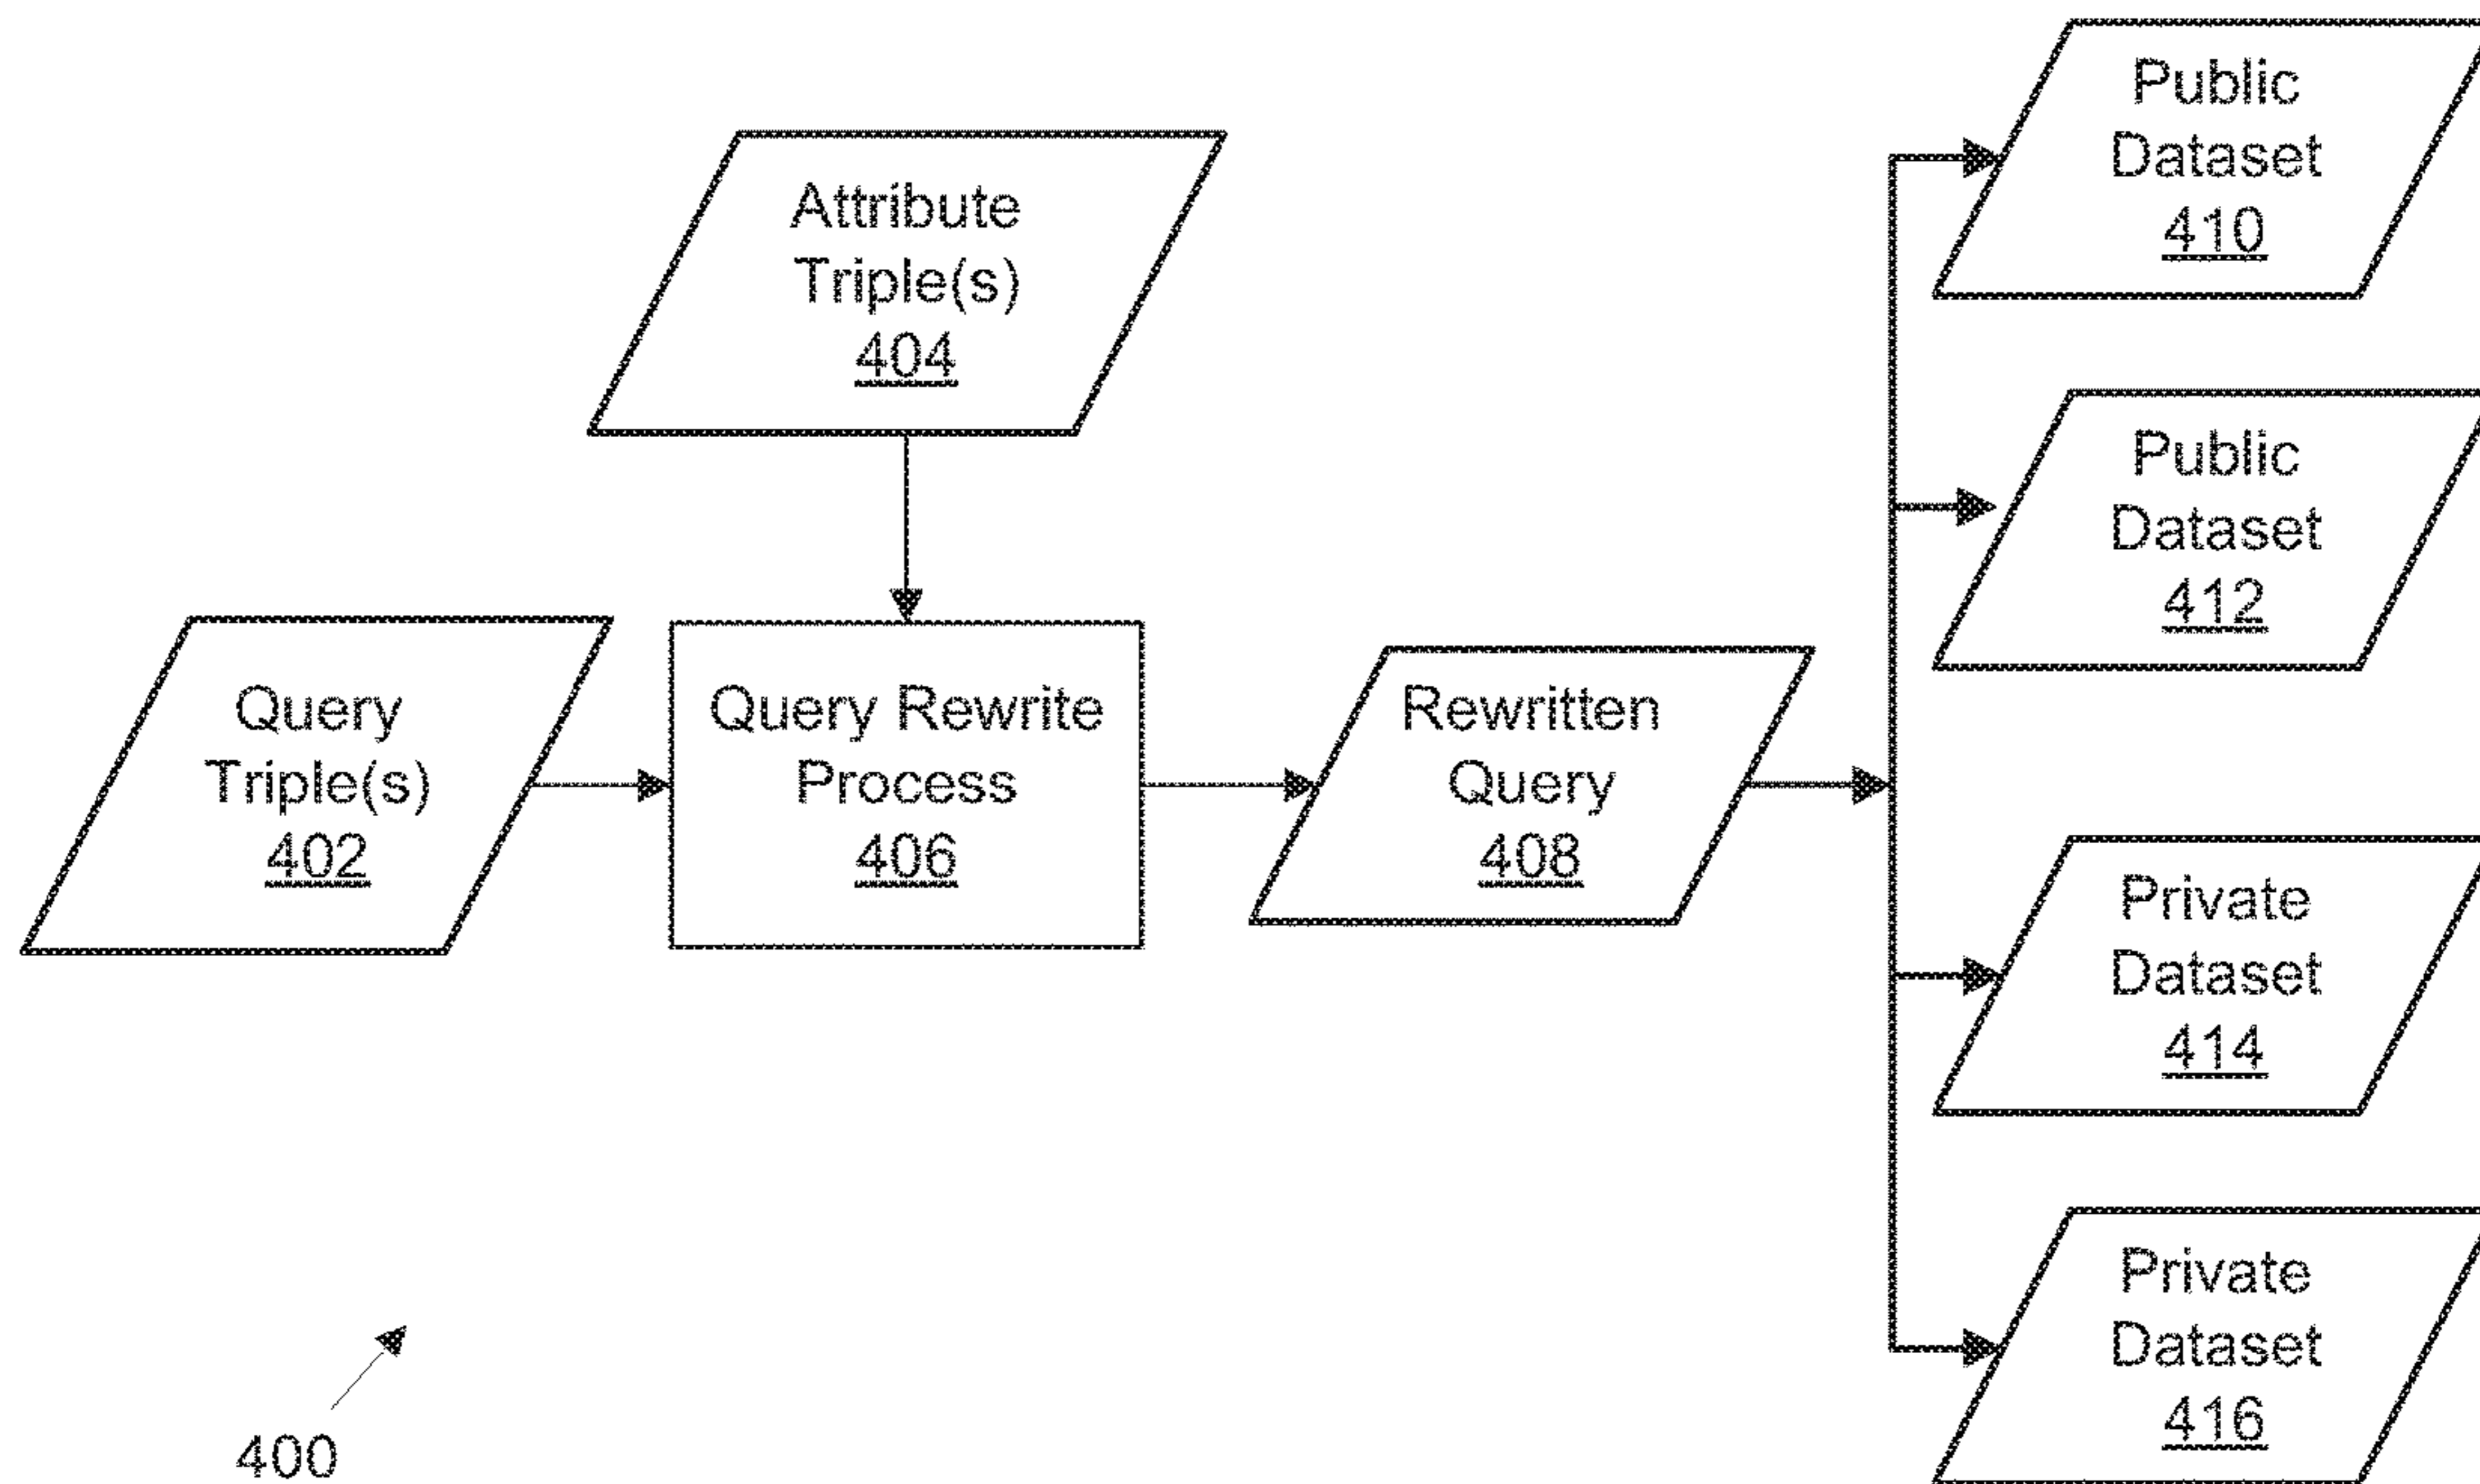 Attribute
Triple(s)
404
Query
Triple(s)
402
Query Rewrite
Process
406
Rewritten
Query
408
Public
Dataset
410
Public
Dataset
412
Private
Dataset
414
Private
Dataset
416
400